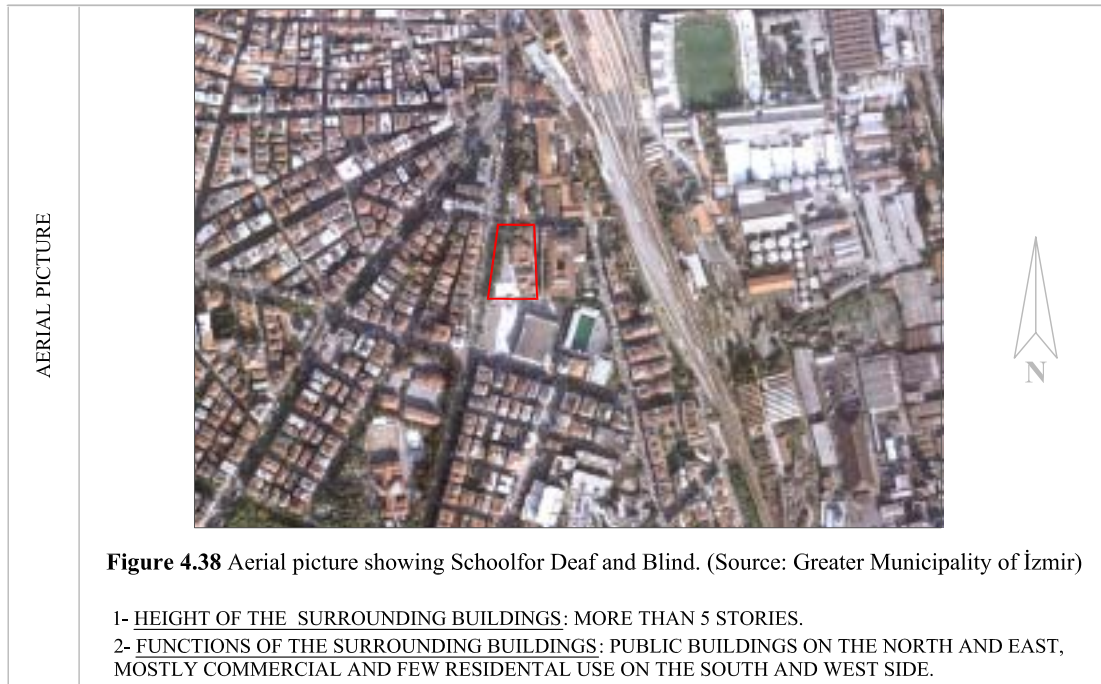 AERIAL PICTURE
N
Figure 4.38 Aerial picture showing Schoolfor Deaf and Blind. (Source: Greater Municipality of İzmir)
1- HEIGHT OF THE SURROUNDING BUILDINGS: MORE THAN 5 STORIES.
2- FUNCTIONS OF THE SURROUNDING BUILDINGS: PUBLIC BUILDINGS ON THE NORTH AND EAST,
MOSTLY COMMERCIAL AND FEW RESIDENTAL USE ON THE SOUTH AND WEST SIDE.